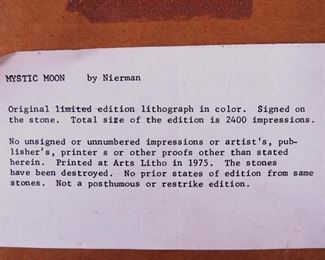 MYSTIC MOON by Nierman
Original limited edition lithograph in color. Signed on
the stone. Total size of the edition is 2400 impressions.
No unsigned or unnumbered impressions or artist's, pub-
lisher's, printer s or other proofs other than stated
herein. Printed at Arts Litho in 1975. The stones
have been destroyed. No prior states of edition from same
stones. Not a posthumous or restrike edition.